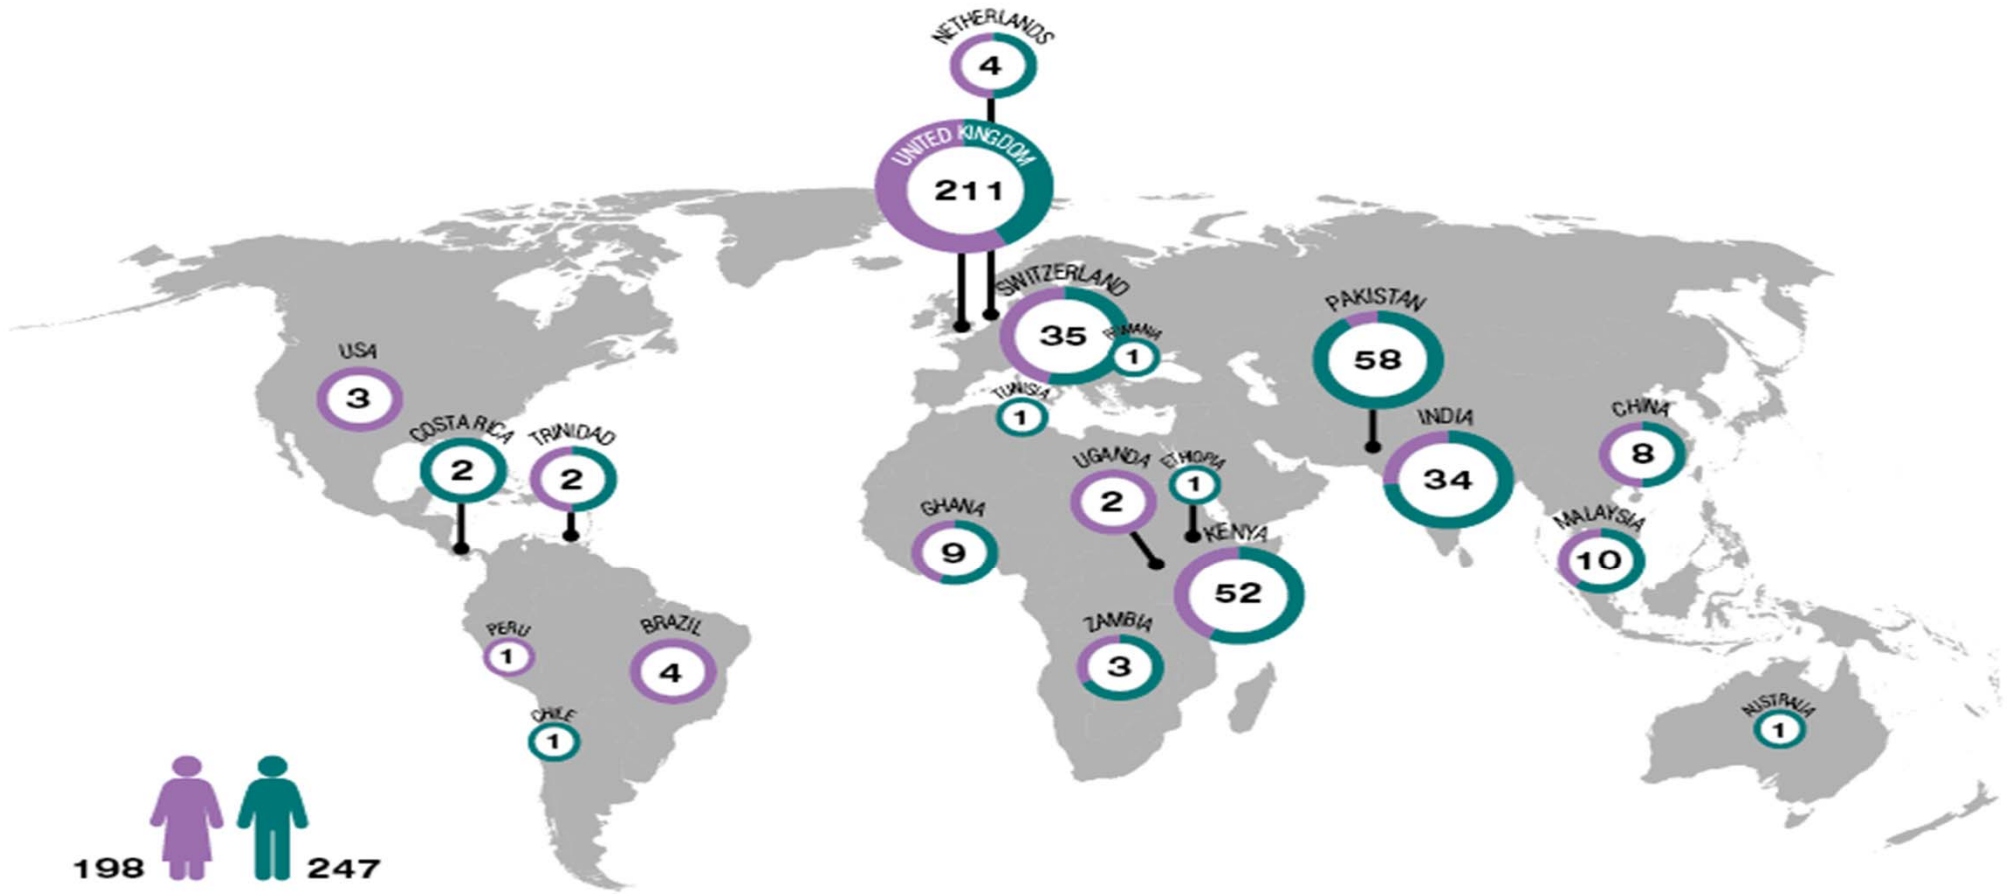 NETHERLANDS
4
UNITED KINGDOM
211
SWITZERLAND
35
ROMANIA
1
PAKISTAN
58
USA
3
TUNISIA
1
COSTA RICA
2
TRINIDAD
2
INDIA
34
CHINA
8
UGANDA
2
ETHIOPIA
1
GHANA
9
KENYA
52
MALAYSIA
10
ZAMBIA
3
PERU
1
BRAZIL
4
CHILE
1
AUSTRALIA
1
198
247